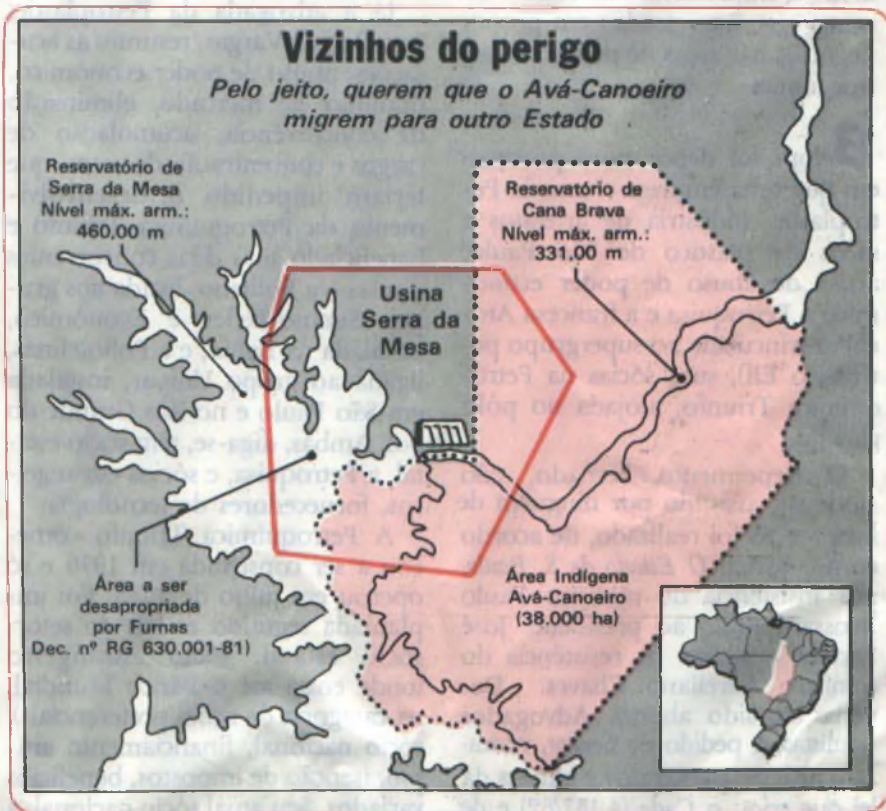 Vizinhos do perigo
Pelo jeito, querem que o Avá-Canoeiro
migrem para outro Estado
Reservatório de
Serra da Mesa
Nível máx. arm.:
460,00 m
Reservatório de
Cana Brava
Nível máx. arm.:
331,00 m
Usina
Serra da
Mesa
Área a ser
desapropriada
por Furnas
Dec. nº RG 630.001-81)
Área Indígena
Avá-Canoeiro
(38.000 ha)